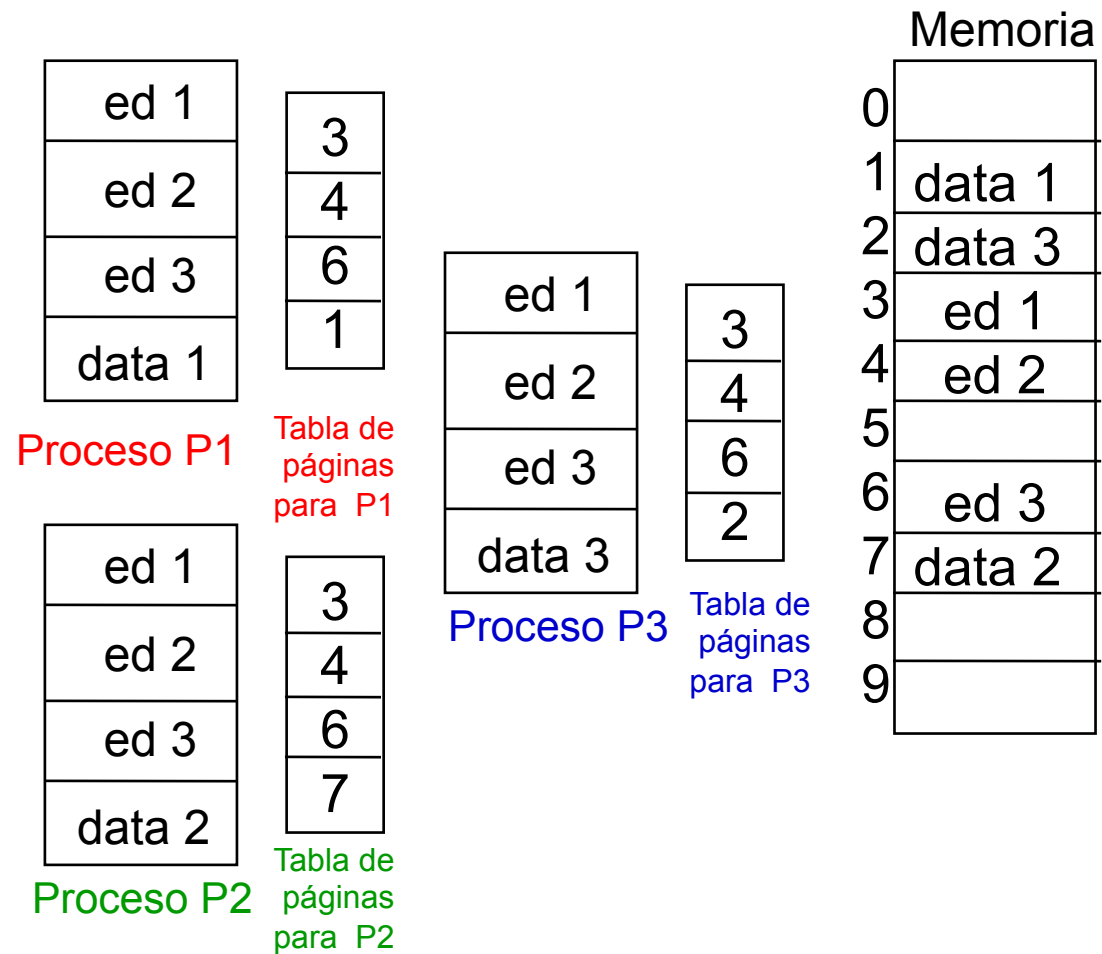 ed 1
ed 2
ed 3
data 1
Proceso P1
3
4
6
1
Tabla de
páginas
para P1
ed 1
ed 2
ed 3
data 2
Proceso P2
3
4
6
7
Tabla de
páginas
para P2
ed 1
ed 2
ed 3
data 3
Proceso P3
3
4
6
2
Tabla de
páginas
para P3
Memoria
0
1 data 1
2 data 3
3 ed 1
4 ed 2
5
6 ed 3
7 data 2
8
9